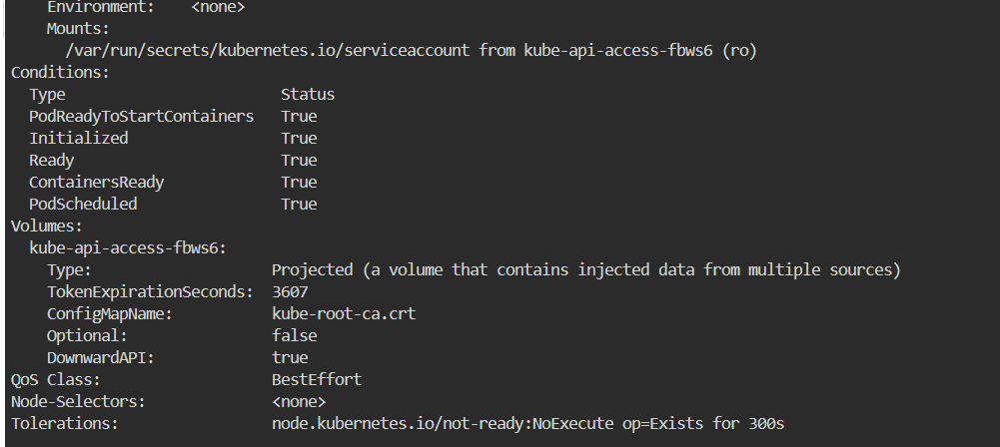 Environment: <none>
Mounts:
/var/run/secrets/kubernetes.io/serviceaccount from kube-api-access-fbws6 (ro)
Conditions:
Type Status
PodReadyToStartContainers True
Initialized True
Ready True
ContainersReady True
PodScheduled True
Volumes:
kube-api-access-fbws6:
Type: Projected (a volume that contains injected data from multiple sources)
TokenExpirationSeconds: 3607
ConfigMapName: kube-root-ca.crt
Optional: false
DownwardAPI: true
QoS Class: BestEffort
Node-Selectors: <none>
Tolerations: node.kubernetes.io/not-ready:NoExecute op=Exists for 300s